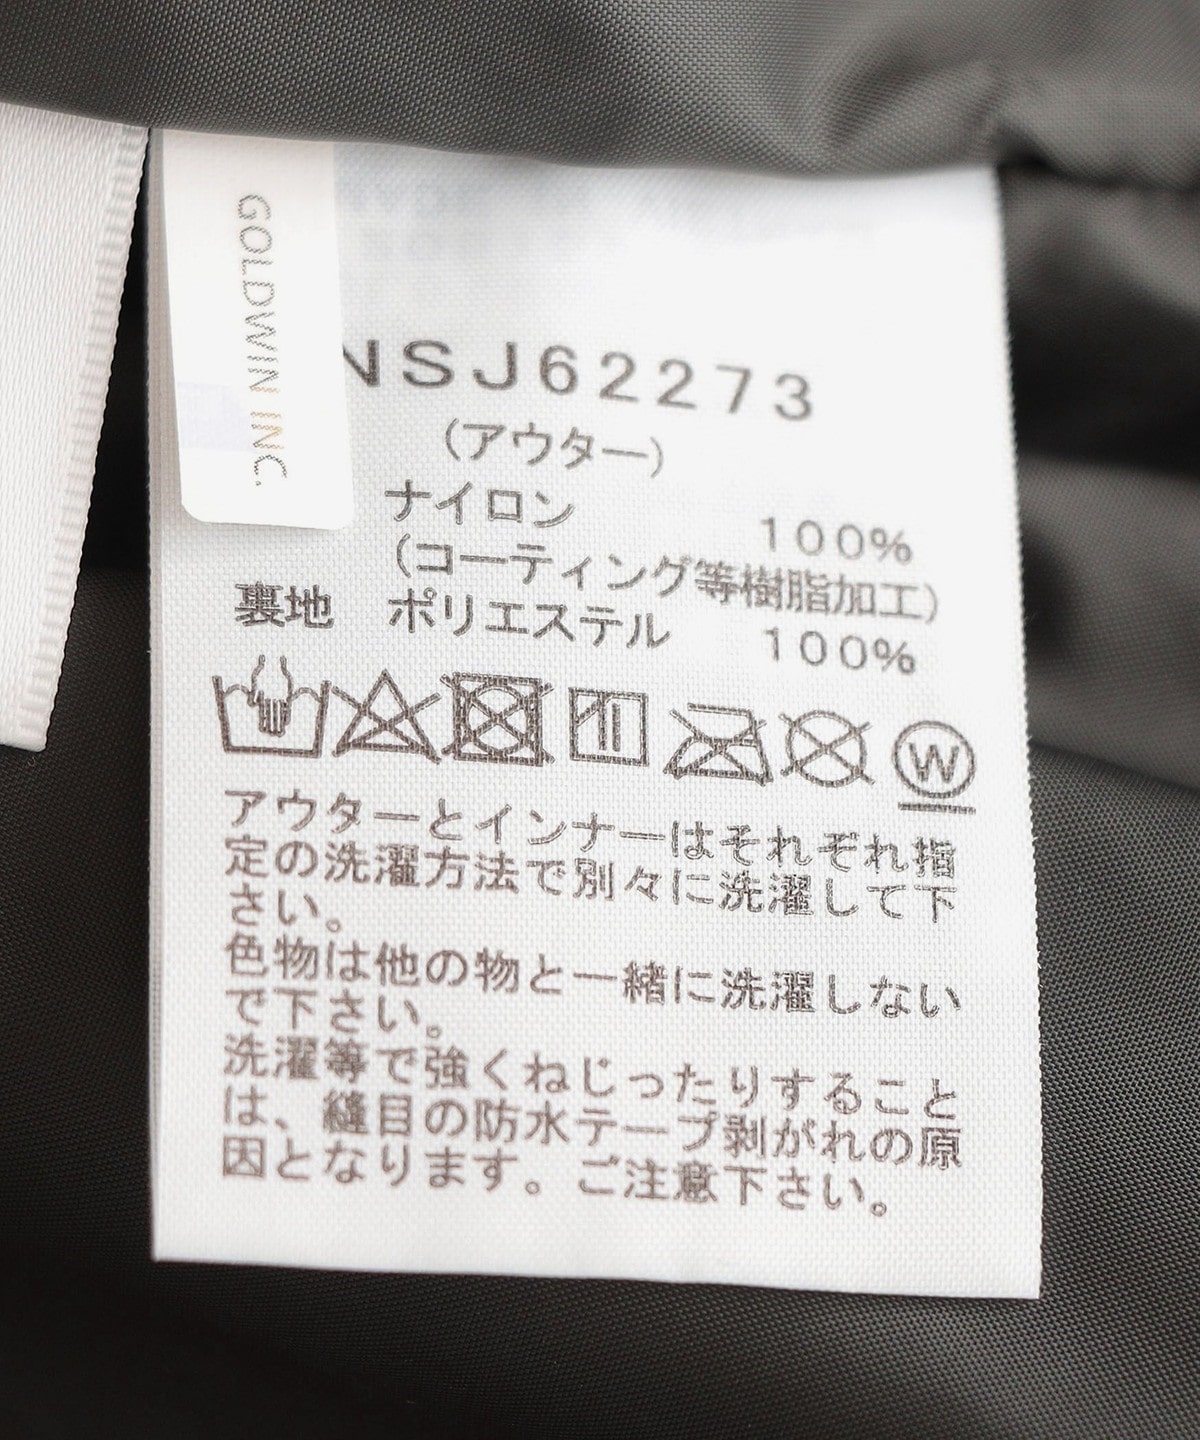 GOLDWIN INC.
NSJ62273
(アウター)
ナイロン 100%
(コーティング等樹脂加工)
裏地 ポリエステル 100%
W
アウターとインナーはそれぞれ指
定の洗濯方法で別々に洗濯して下
さい。
色物は他の物と一緒に洗濯しない
で下さい。
洗濯等で強くねじったりすること
は、縫目の防水テープ剥がれの原
因となります。ご注意下さい。